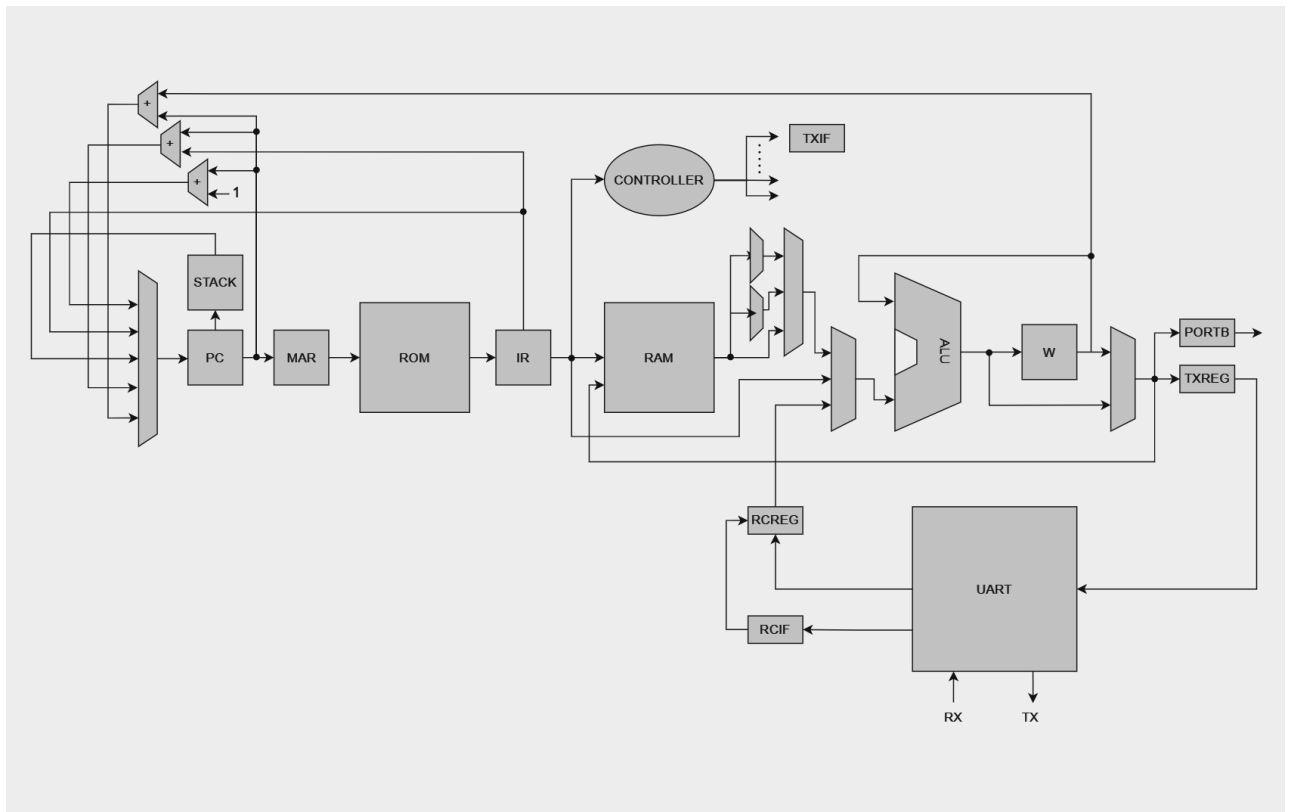 +
+
+
1
TXIF
CONTROLLER
STACK
PC
MAR
ROM
IR
RAM
ALU
W
PORTB
TXREG
RCREG
UART
RCIF
RX
TX